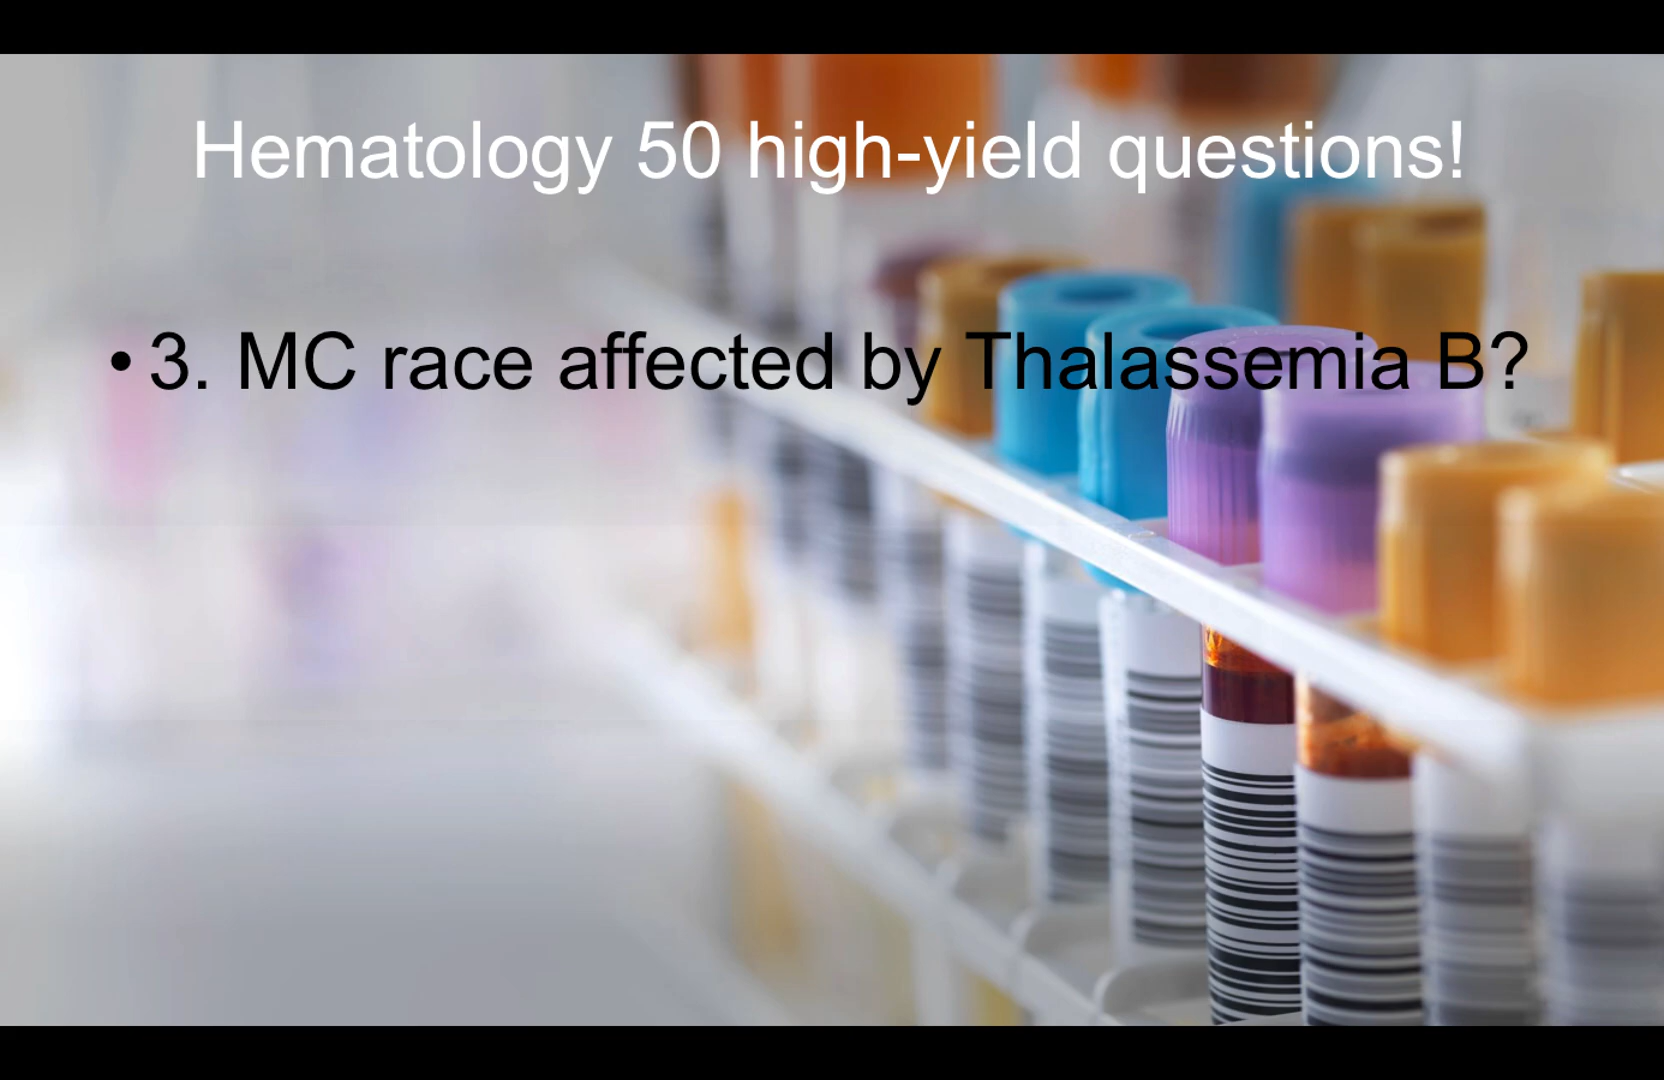 Hematology 50 high-yield questions!
• 3. MC race affected by Thalassemia B?